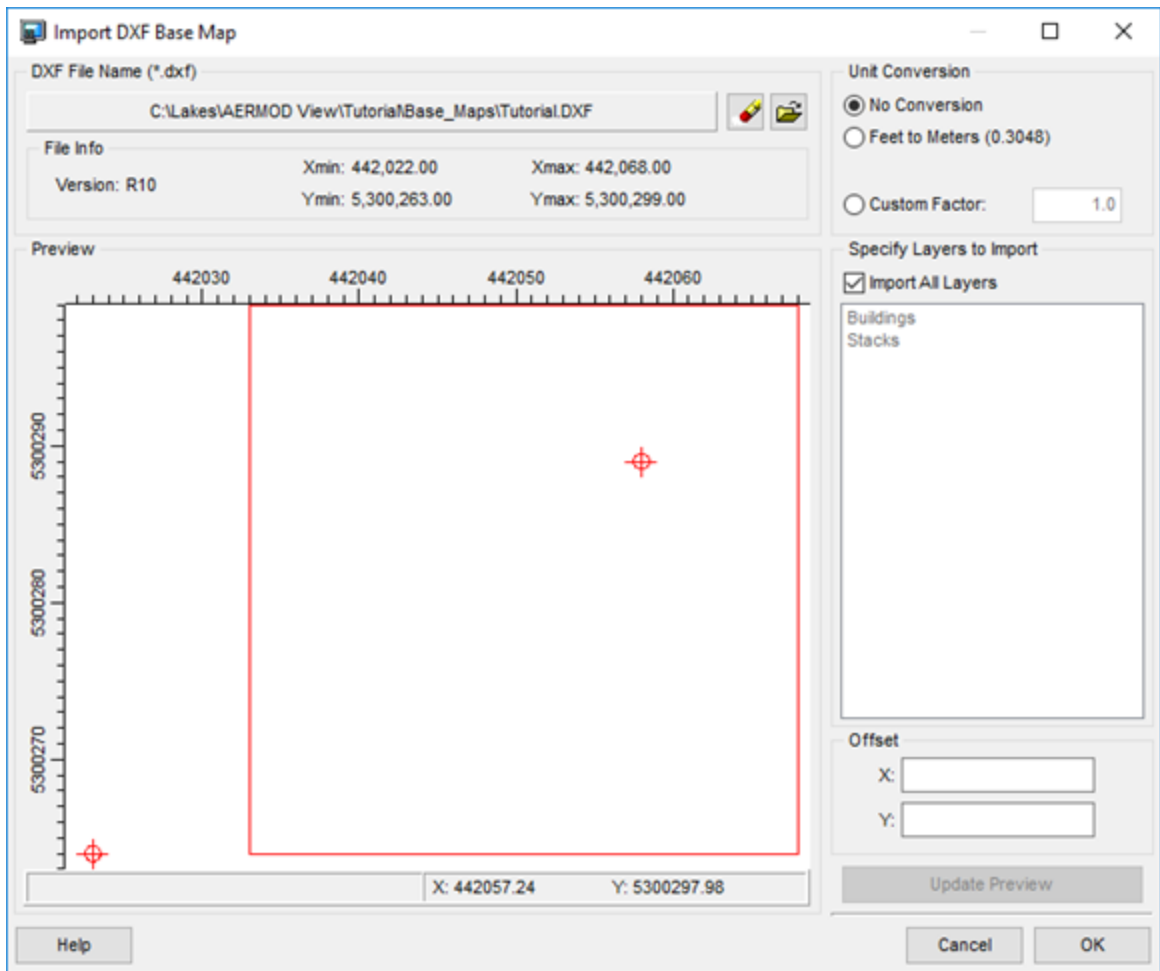 Import DXF Base Map
DXF File Name (*.dxf)
C:\Lakes\AERMOD View\Tutorial\Base_Maps\Tutorial.DXF
File Info
Version: R10
Xmin: 442,022.00 Xmax: 442,068.00
Ymin: 5,300,263.00 Ymax: 5,300,299.00
Preview
442030 442040 442050 442060
5300290
5300280
5300270
X: 442057.24 Y: 5300297.98
Unit Conversion
No Conversion
Feet to Meters (0.3048)
Custom Factor: 1.0
Specify Layers to Import
Import All Layers
Buildings
Stacks
Offset
X:
Y:
Update Preview
Help Cancel OK